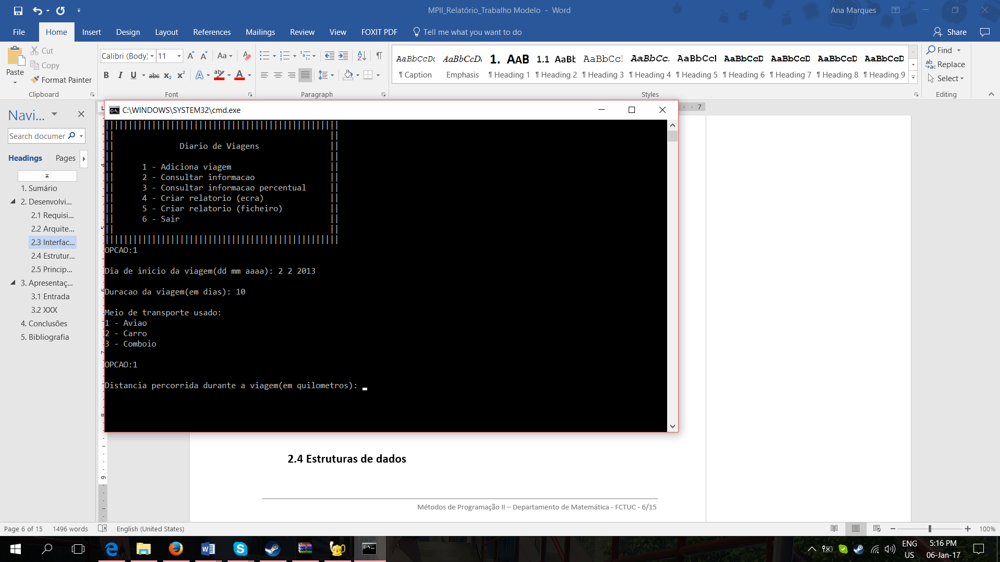 MPII_Relatório_Trabalho Modelo - Word
Ana Marques
File Home Insert Design Layout References Mailings Review View FOXIT PDF Tell me what you want to do
Share
Paste
Cut
Copy
Format Painter
Clipboard
Calibri (Body) 11
Font
Paragraph
AaBbCcDc AaBbCcDc 1. AAB 1.1 AaBb AaBbCcI AaBbCc. AaBbCcI AaBbCcD AaBbCcD AaBbCcD AaBbCcD
¶ Caption Emphasis ¶ Heading 1 ¶ Heading 2 ¶ Heading 3 ¶ Heading 4 ¶ Heading 5 ¶ Heading 6 ¶ Heading 7 ¶ Heading 8 ¶ Heading 9
Styles
Find
Replace
Select
Editing
Navi...
Search documen
Headings Pages
1. Sumário
2. Desenvolvi...
2.1 Requisi...
2.2 Arquite...
2.3 Interfac...
2.4 Estrutur...
2.5 Princip...
3. Apresentaç...
3.1 Entrada
3.2 XXX
4. Conclusões
5. Bibliografia
C:\WINDOWS\SYSTEM32\cmd.exe
Diario de Viagens
1 - Adiciona viagem
2 - Consultar informacao
3 - Consultar informacao percentual
4 - Criar relatorio (ecra)
5 - Criar relatorio (ficheiro)
6 - Sair
OPCAO:1
Dia de inicio da viagem(dd mm aaaa): 2 2 2013
Duracao da viagem(em dias): 10
Meio de transporte usado:
1 - Aviao
2 - Carro
3 - Comboio
OPCAO:1
Distancia percorrida durante a viagem(em quilometros):
2.4 Estruturas de dados
Métodos de Programação II – Departamento de Matemática - FCTUC - 6/15
Page 6 of 15 1496 words English (United States)
100%
ENG
US
5:16 PM
06-Jan-17